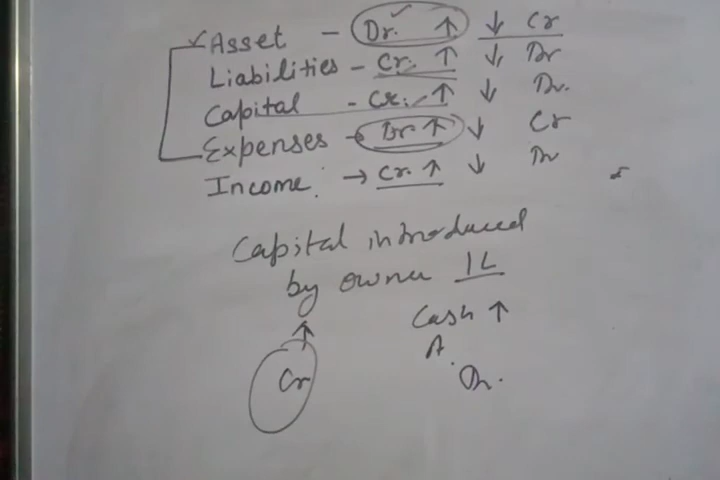 ✓Asset - Dr. ✓ ↑ ↓ Cr
Liabilities - Cr. ↑ ↓ Dr
Capital - Cr. ↑ ↓ Dr.
Expenses → Dr ↑ ↓ Cr
Income. → Cr. ↑ ↓ Dr
Capital introduced
by owner 1L
↑ Cash ↑
Cr A.
Dr.